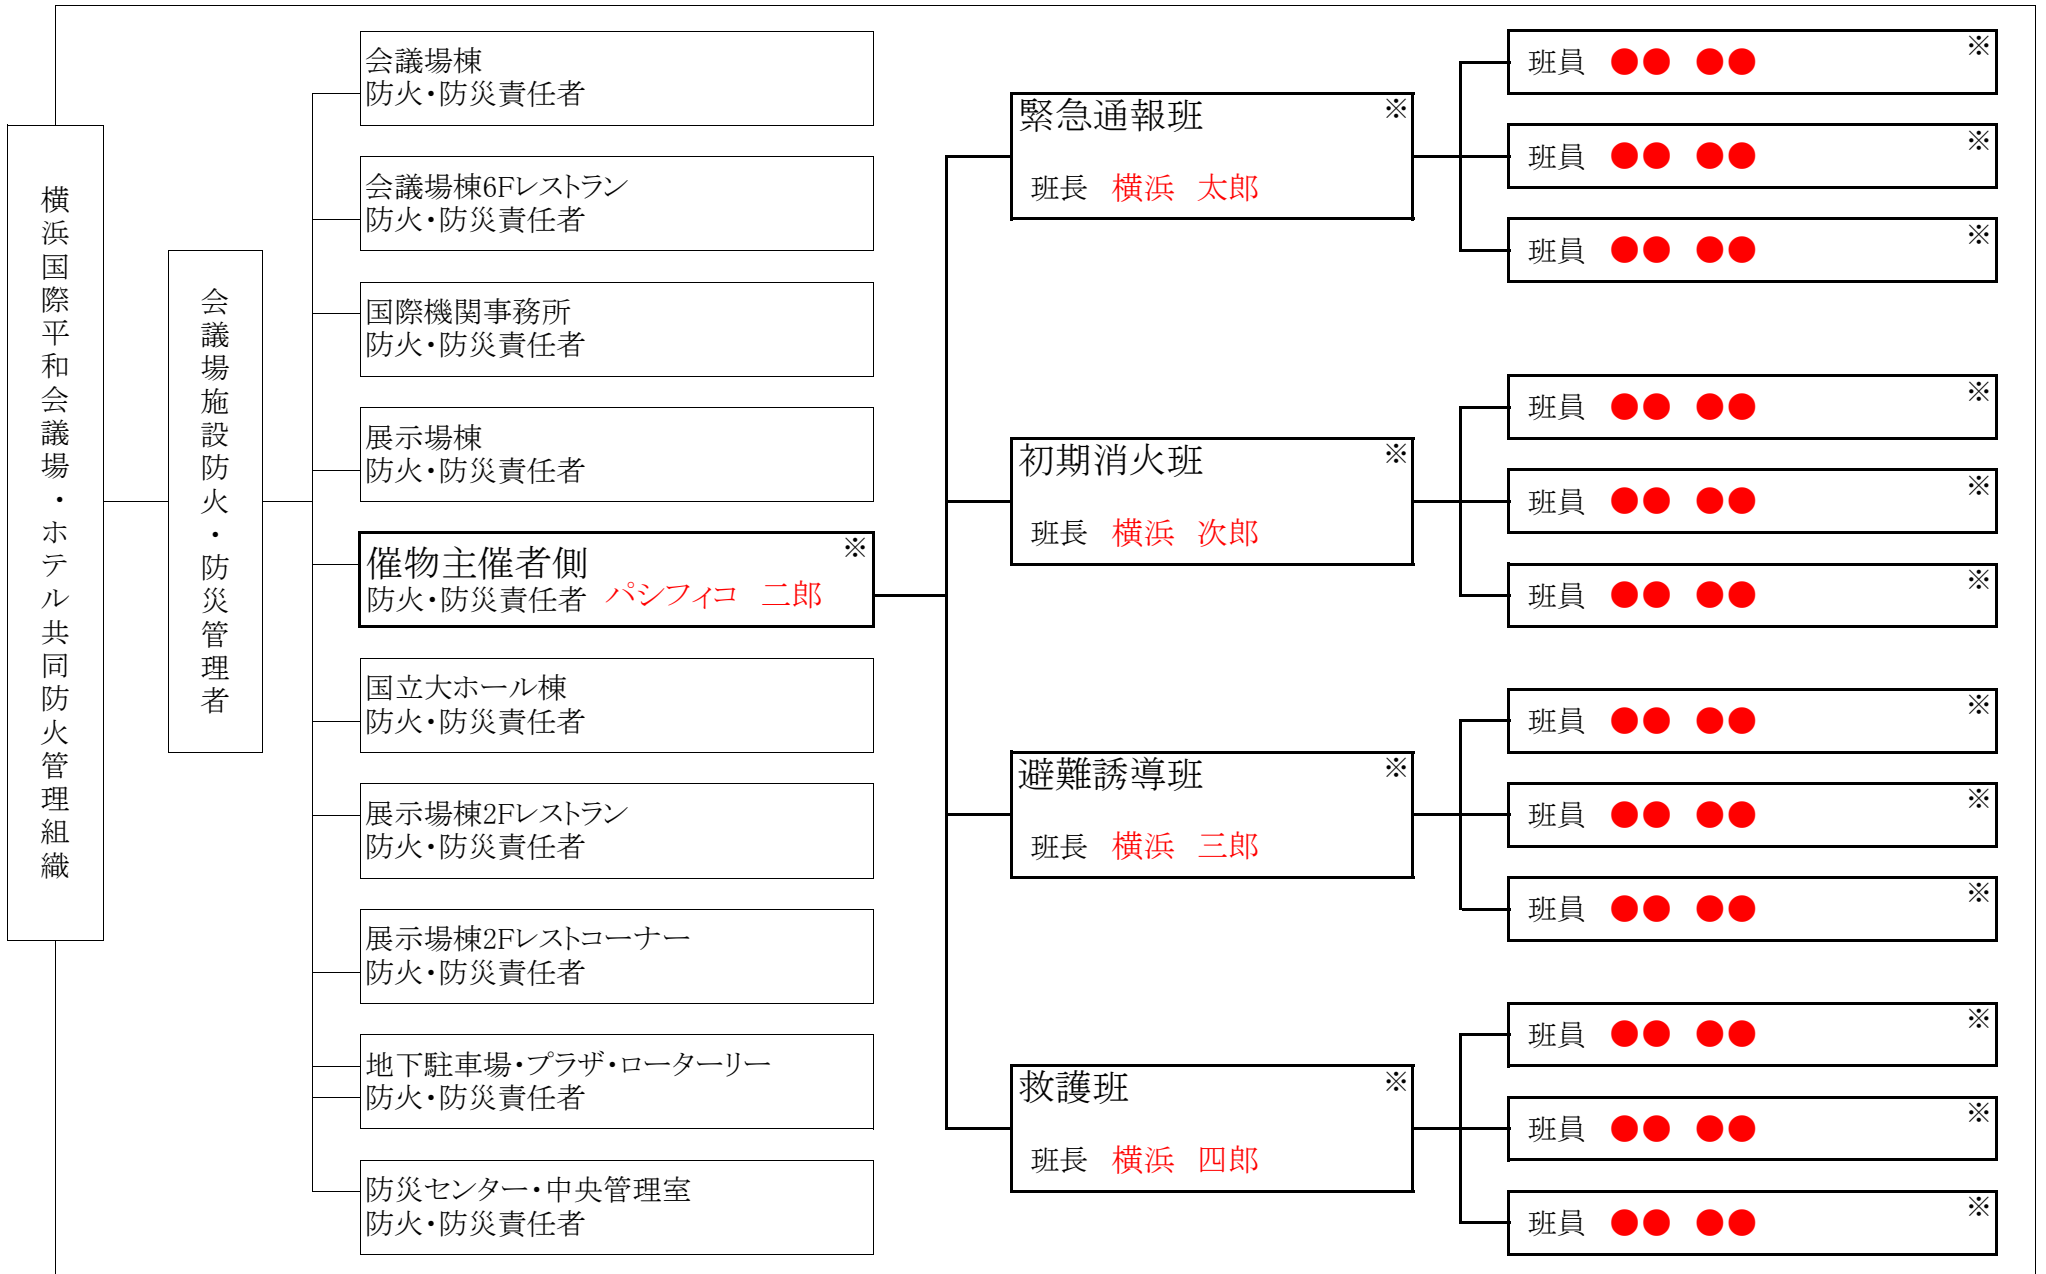 横浜国際平和会議場・ホテル共同防火管理組織
会議場施設防火・防災管理者
会議場棟
防火・防災責任者
会議場棟6Fレストラン
防火・防災責任者
国際機関事務所
防火・防災責任者
展示場棟
防火・防災責任者
催物主催者側 ※
防火・防災責任者 パシフィコ 二郎
国立大ホール棟
防火・防災責任者
展示場棟2Fレストラン
防火・防災責任者
展示場棟2Fレストコーナー
防火・防災責任者
地下駐車場・プラザ・ロータリー
防火・防災責任者
防災センター・中央管理室
防火・防災責任者
緊急通報班 ※
班長 横浜 太郎
班員 ●● ●● ※
班員 ●● ●● ※
班員 ●● ●● ※
初期消火班 ※
班長 横浜 次郎
班員 ●● ●● ※
班員 ●● ●● ※
班員 ●● ●● ※
避難誘導班 ※
班長 横浜 三郎
班員 ●● ●● ※
班員 ●● ●● ※
班員 ●● ●● ※
救護班 ※
班長 横浜 四郎
班員 ●● ●● ※
班員 ●● ●● ※
班員 ●● ●● ※